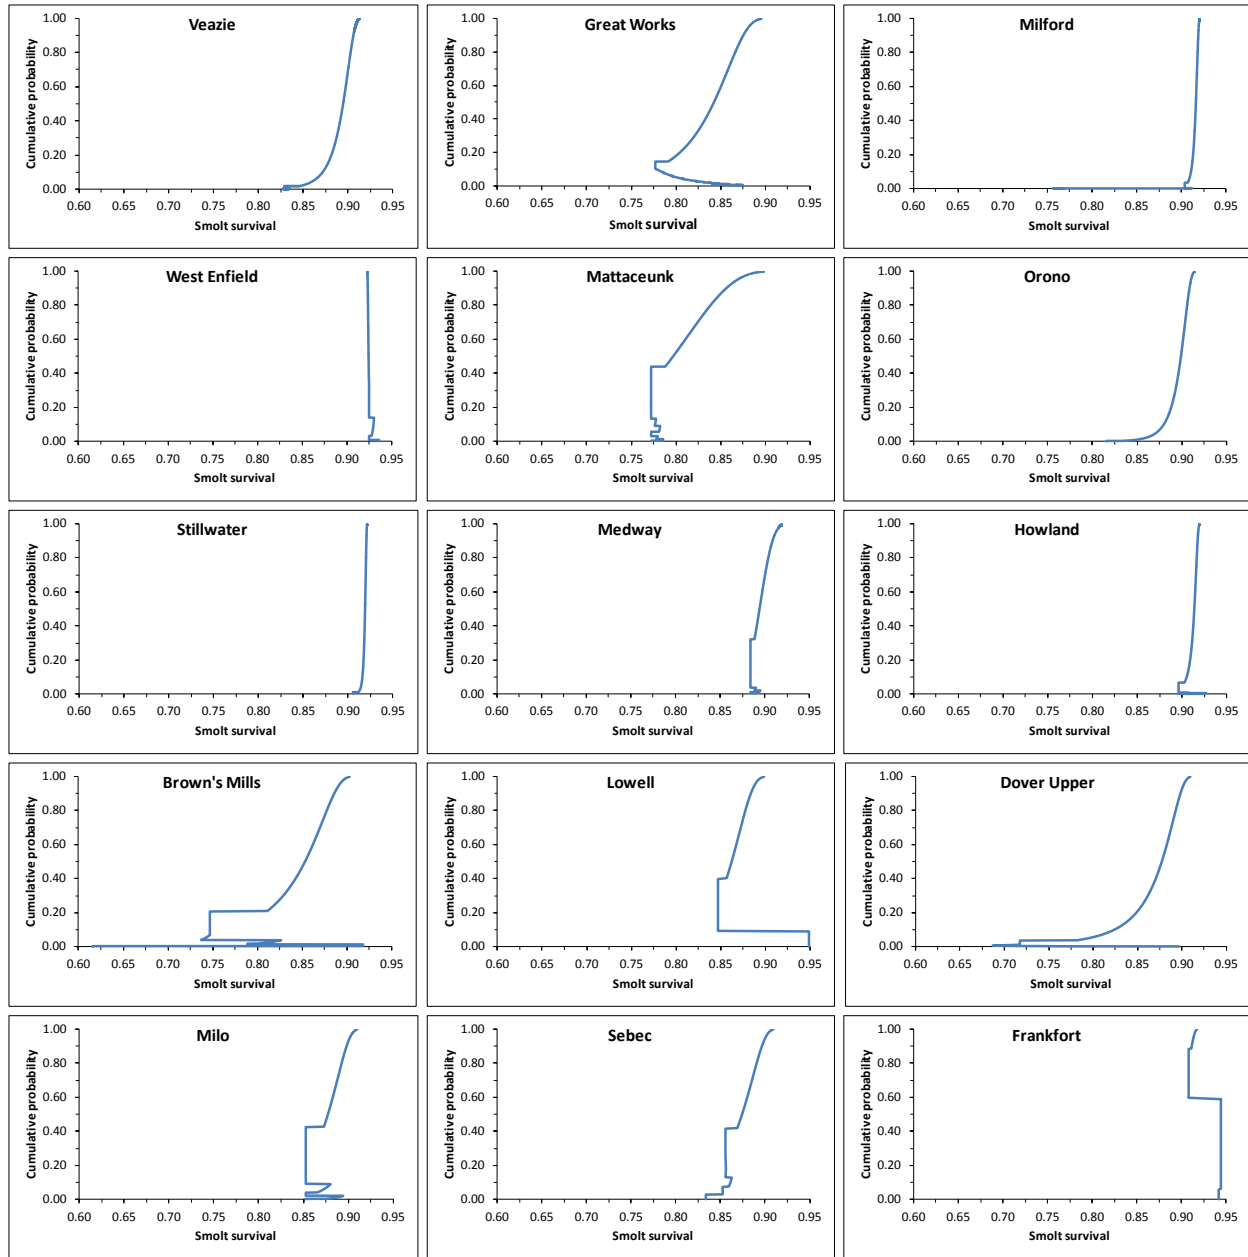 Veazie
Cumulative probability
1.00
0.80
0.60
0.40
0.20
0.00
0.60 0.65 0.70 0.75 0.80 0.85 0.90 0.95
Smolt survival
Great Works
Cumulative probability
1.00
0.80
0.60
0.40
0.20
0.00
0.60 0.65 0.70 0.75 0.80 0.85 0.90 0.95
Smolt survival
Milford
Cumulative probability
1.00
0.80
0.60
0.40
0.20
0.00
0.60 0.65 0.70 0.75 0.80 0.85 0.90 0.95
Smolt survival
West Enfield
Cumulative probability
1.00
0.80
0.60
0.40
0.20
0.00
0.60 0.65 0.70 0.75 0.80 0.85 0.90 0.95
Smolt survival
Mattaceunk
Cumulative probability
1.00
0.80
0.60
0.40
0.20
0.00
0.60 0.65 0.70 0.75 0.80 0.85 0.90 0.95
Smolt survival
Orono
Cumulative probability
1.00
0.80
0.60
0.40
0.20
0.00
0.60 0.65 0.70 0.75 0.80 0.85 0.90 0.95
Smolt survival
Stillwater
Cumulative probability
1.00
0.80
0.60
0.40
0.20
0.00
0.60 0.65 0.70 0.75 0.80 0.85 0.90 0.95
Smolt survival
Medway
Cumulative probability
1.00
0.80
0.60
0.40
0.20
0.00
0.60 0.65 0.70 0.75 0.80 0.85 0.90 0.95
Smolt survival
Howland
Cumulative probability
1.00
0.80
0.60
0.40
0.20
0.00
0.60 0.65 0.70 0.75 0.80 0.85 0.90 0.95
Smolt survival
Brown's Mills
Cumulative probability
1.00
0.80
0.60
0.40
0.20
0.00
0.60 0.65 0.70 0.75 0.80 0.85 0.90 0.95
Smolt survival
Lowell
Cumulative probability
1.00
0.80
0.60
0.40
0.20
0.00
0.60 0.65 0.70 0.75 0.80 0.85 0.90 0.95
Smolt survival
Dover Upper
Cumulative probability
1.00
0.80
0.60
0.40
0.20
0.00
0.60 0.65 0.70 0.75 0.80 0.85 0.90 0.95
Smolt survival
Milo
Cumulative probability
1.00
0.80
0.60
0.40
0.20
0.00
0.60 0.65 0.70 0.75 0.80 0.85 0.90 0.95
Smolt survival
Sebec
Cumulative probability
1.00
0.80
0.60
0.40
0.20
0.00
0.60 0.65 0.70 0.75 0.80 0.85 0.90 0.95
Smolt survival
Frankfort
Cumulative probability
1.00
0.80
0.60
0.40
0.20
0.00
0.60 0.65 0.70 0.75 0.80 0.85 0.90 0.95
Smolt survival